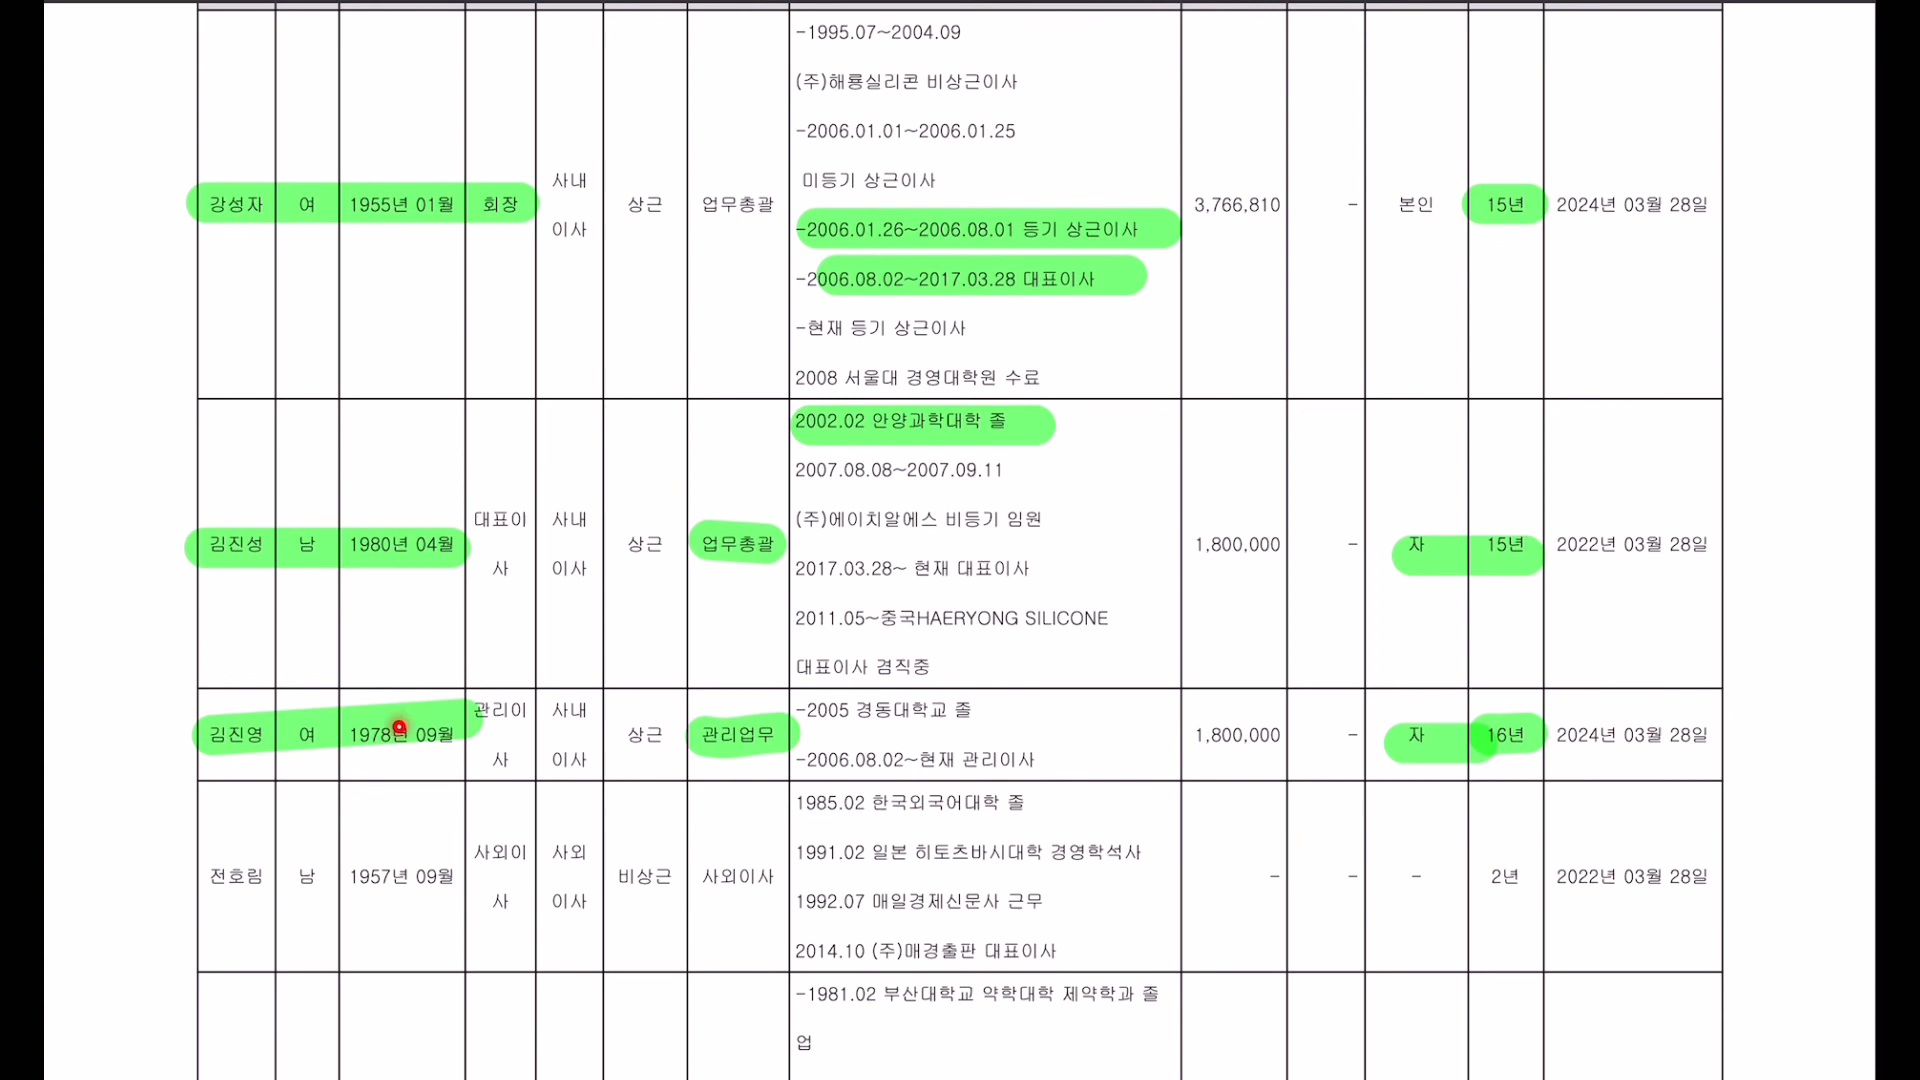 강성자 여 1955년 01월 회장 사내이사 상근 업무총괄
-1995.07~2004.09
(주)해룡실리콘 비상근이사
-2006.01.01~2006.01.25
미등기 상근이사
-2006.01.26~2006.08.01 등기 상근이사
-2006.08.02~2017.03.28 대표이사
-현재 등기 상근이사
2008 서울대 경영대학원 수료
3,766,810 - 본인 15년 2024년 03월 28일
김진성 남 1980년 04월 대표이사 사내이사 상근 업무총괄
2002.02 안양과학대학 졸
2007.08.08~2007.09.11
(주)에이치알에스 비등기 임원
2017.03.28~ 현재 대표이사
2011.05~중국HAERYONG SILICONE
대표이사 겸직중
1,800,000 - 자 15년 2022년 03월 28일
김진영 여 1978년 09월 관리이사 사내이사 상근 관리업무
-2005 경동대학교 졸
-2006.08.02~현재 관리이사
1,800,000 - 자 16년 2024년 03월 28일
전호림 남 1957년 09월 사외이사 사외이사 비상근 사외이사
1985.02 한국외국어대학 졸
1991.02 일본 히토츠바시대학 경영학석사
1992.07 매일경제신문사 근무
2014.10 (주)매경출판 대표이사
- - - 2년 2022년 03월 28일
-1981.02 부산대학교 약학대학 제약학과 졸
업